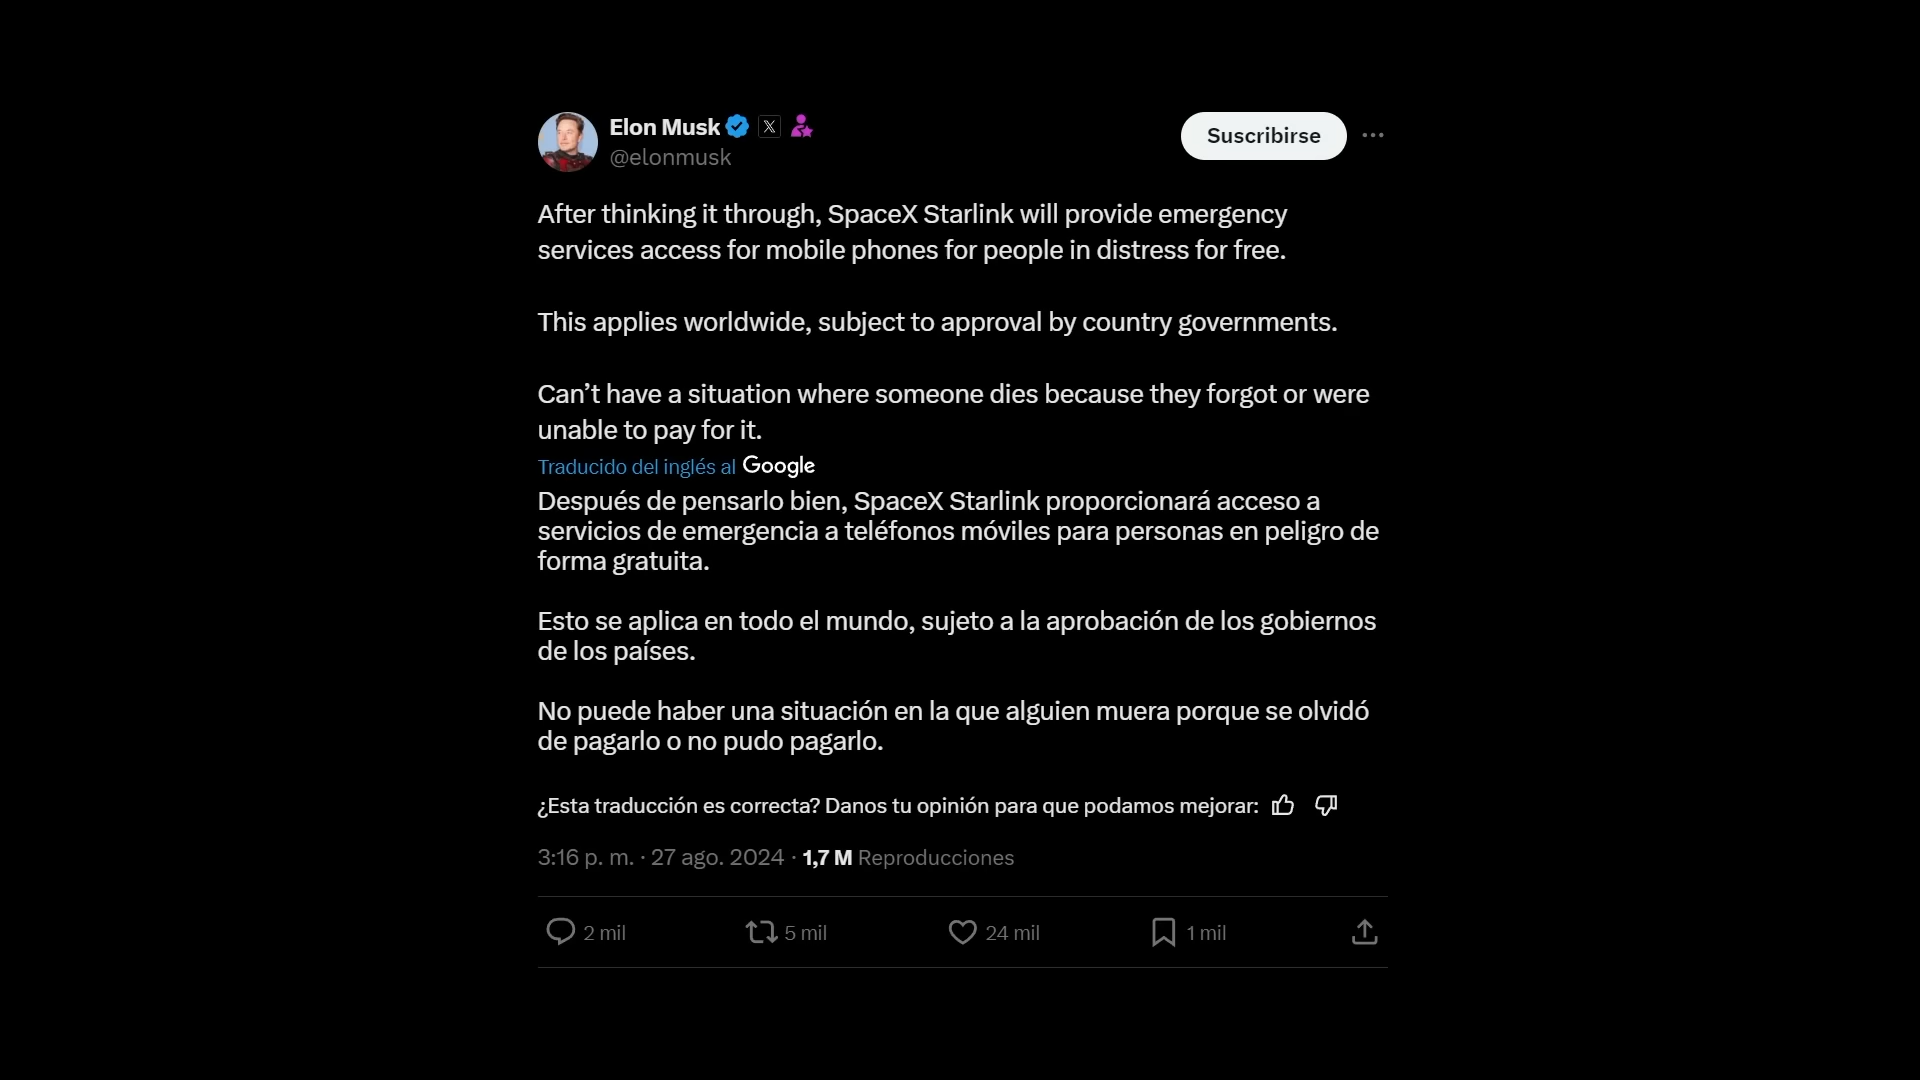 Elon Musk
@elonmusk
Suscribirse
After thinking it through, SpaceX Starlink will provide emergency
services access for mobile phones for people in distress for free.
This applies worldwide, subject to approval by country governments.
Can’t have a situation where someone dies because they forgot or were
unable to pay for it.
Traducido del inglés al Google
Después de pensarlo bien, SpaceX Starlink proporcionará acceso a
servicios de emergencia a teléfonos móviles para personas en peligro de
forma gratuita.
Esto se aplica en todo el mundo, sujeto a la aprobación de los gobiernos
de los países.
No puede haber una situación en la que alguien muera porque se olvidó
de pagarlo o no pudo pagarlo.
¿Esta traducción es correcta? Danos tu opinión para que podamos mejorar:
3:16 p. m. · 27 ago. 2024 · 1,7 M Reproducciones
2 mil 5 mil 24 mil 1 mil